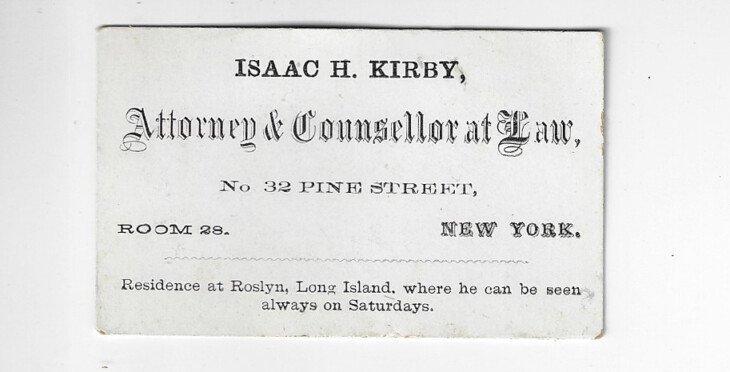 ISAAC H. KIRBY,
Attorney & Counsellor at Law,
No 32 PINE STREET,
ROOM 28. NEW YORK.
Residence at Roslyn, Long Island, where he can be seen
always on Saturdays.